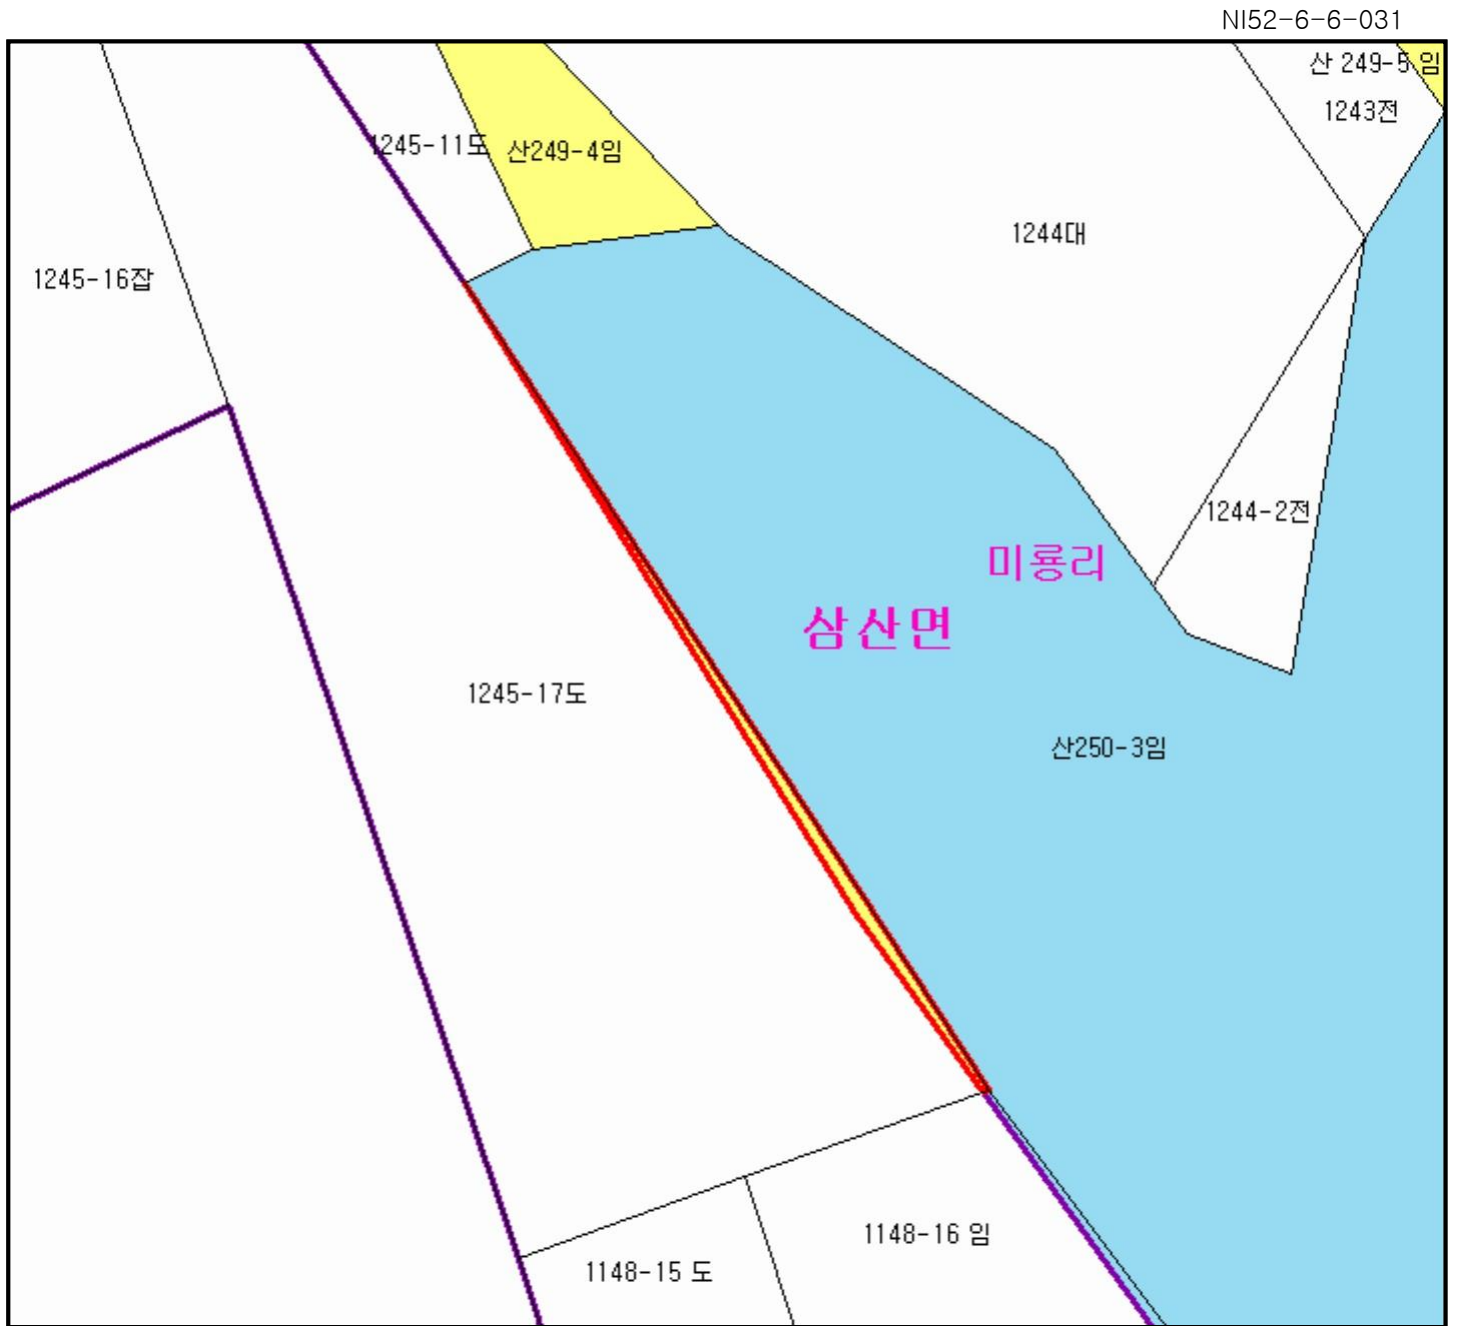 NI52-6-6-031
산 249-5 임
1243전
1245-11도
산249-4임
1244대
1245-16잡
1244-2전
미룡리
삼산면
1245-17도
산250-3임
1148-16 임
1148-15 도